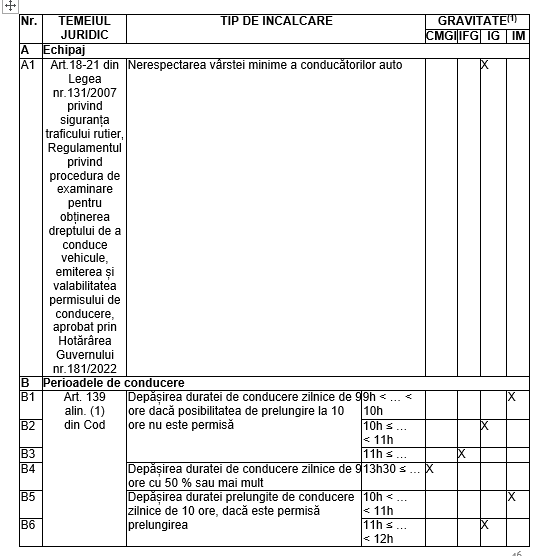 Nr. TEMEIUL JURIDIC TIP DE INCALCARE GRAVITATE(1)
CMGI IFG IG IM
A Echipaj
A1 Art.18-21 din Nerespectarea vârstei minime a conducătorilor auto X
Legea
nr.131/2007
privind
siguranța
traficului rutier,
Regulamentul
privind
procedura de
examinare
pentru
obținerea
dreptului de a
conduce
vehicule,
emiterea și
valabilitatea
permisului de
conducere,
aprobat prin
Hotărârea
Guvernului
nr.181/2022
B Perioadele de conducere
B1 Art. 139 alin. (1) din Cod Depășirea duratei de conducere zilnice de 9 ore dacă posibilitatea de prelungire la 10 ore nu este permisă 9h < … < 10h X
B2 10h ≤ … < 11h X
B3 11h ≤ … X
B4 Depășirea duratei de conducere zilnice de 9 ore cu 50 % sau mai mult 13h30 ≤ … X
B5 Depășirea duratei prelungite de conducere zilnice de 10 ore, dacă este permisă prelungirea 10h < … < 11h X
B6 11h ≤ … < 12h X